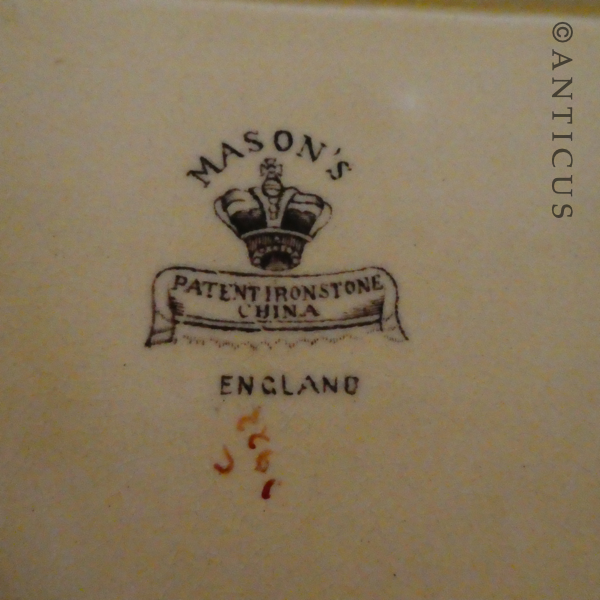 MASON'S
PATENT IRONSTONE
CHINA
ENGLAND
© ANTICUS